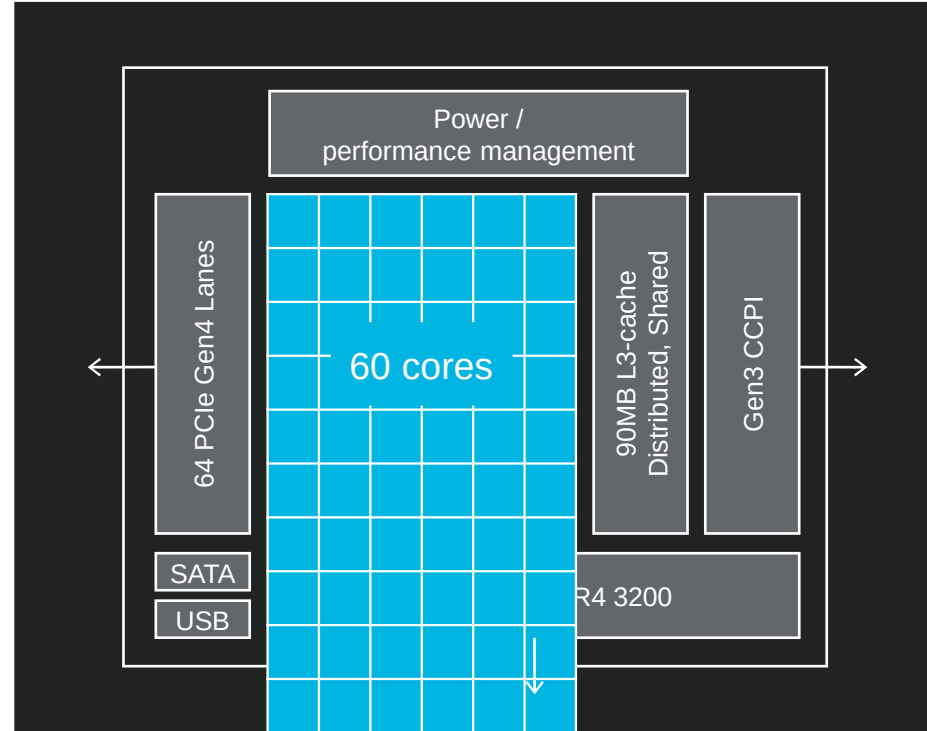 Power /
performance management
64 PCIe Gen4 Lanes
60 cores
90MB L3-cache
Distributed, Shared
Gen3 CCPI
SATA
R4 3200
USB